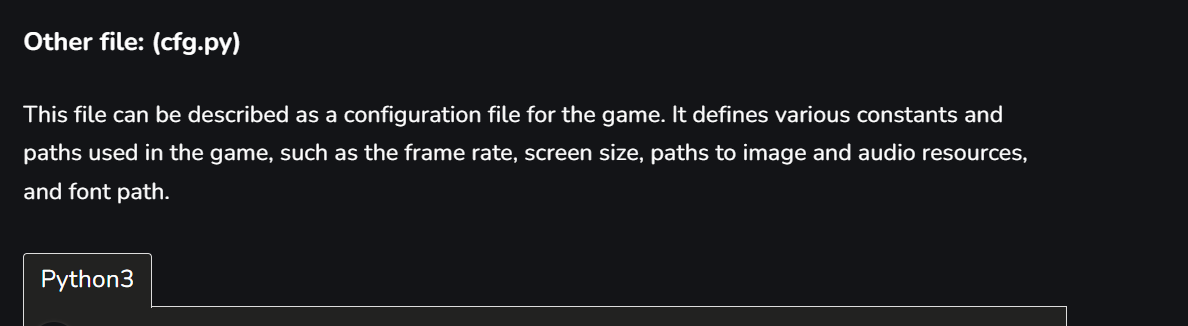 Other file: (cfg.py)
This file can be described as a configuration file for the game. It defines various constants and
paths used in the game, such as the frame rate, screen size, paths to image and audio resources,
and font path.
Python3